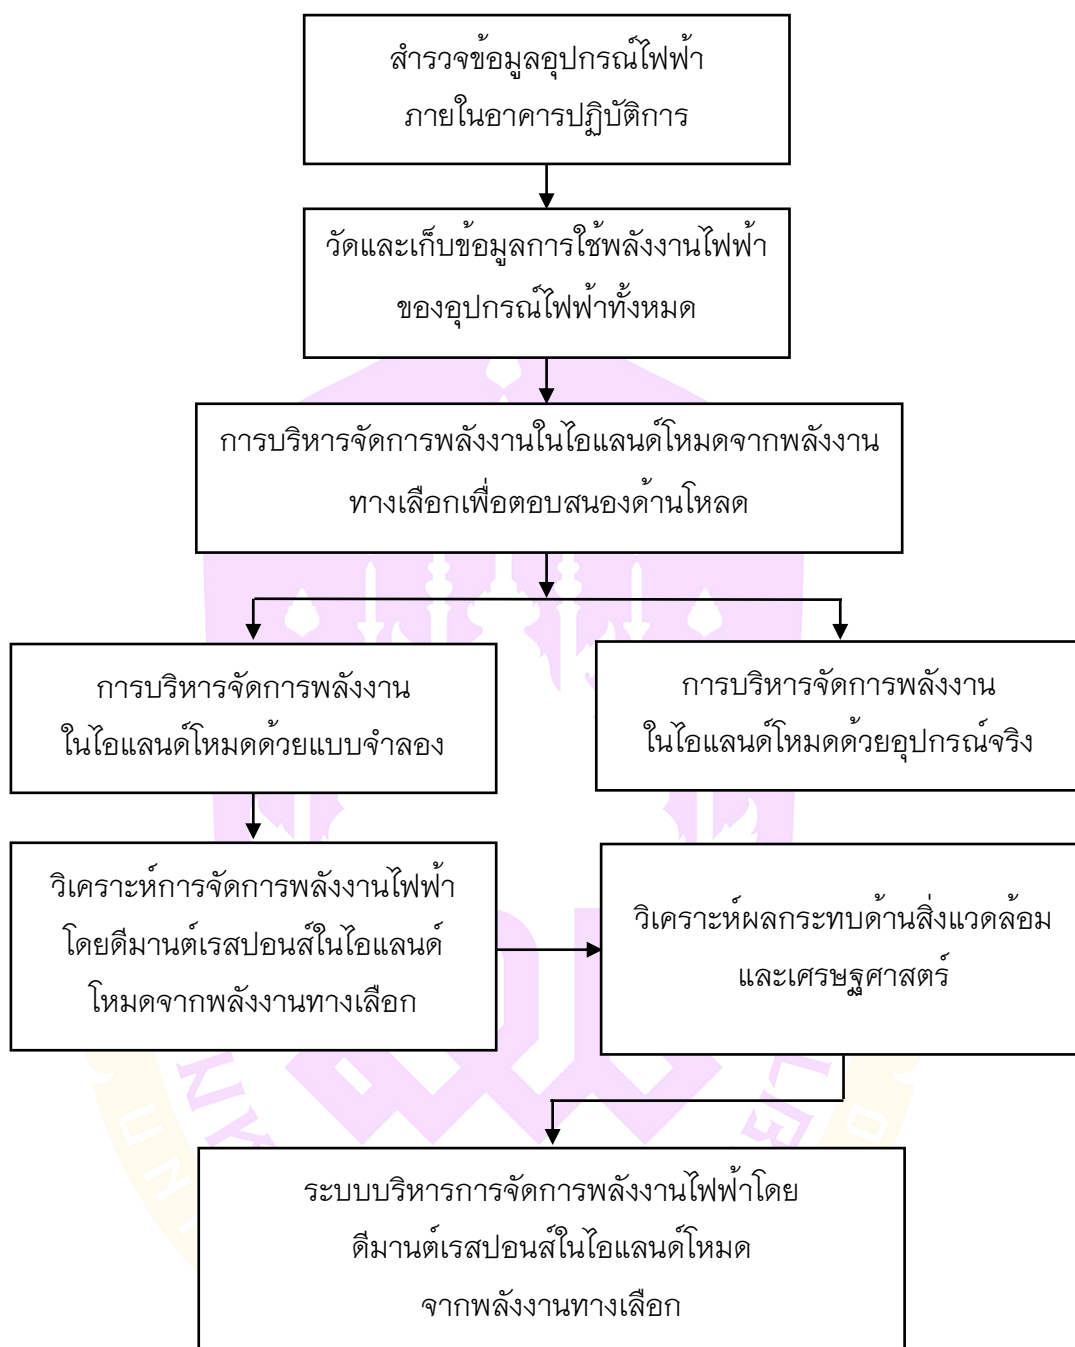 สำรวจข้อมูลอุปกรณ์ไฟฟ้า
ภายในอาคารปฏิบัติการ
วัดและเก็บข้อมูลการใช้พลังงานไฟฟ้า
ของอุปกรณ์ไฟฟ้าทั้งหมด
การบริหารจัดการพลังงานในไอแลนด์โหมดจากพลังงาน
ทางเลือกเพื่อตอบสนองด้านโหลด
การบริหารจัดการพลังงาน
ในไอแลนด์โหมดด้วยแบบจำลอง
การบริหารจัดการพลังงาน
ในไอแลนด์โหมดด้วยอุปกรณ์จริง
วิเคราะห์การจัดการพลังงานไฟฟ้า
โดยดีมานต์เรสปอนส์ในไอแลนด์
โหมดจากพลังงานทางเลือก
วิเคราะห์ผลกระทบด้านสิ่งแวดล้อม
และเศรษฐศาสตร์
ระบบบริหารการจัดการพลังงานไฟฟ้าโดย
ดีมานต์เรสปอนส์ในไอแลนด์โหมด
จากพลังงานทางเลือก